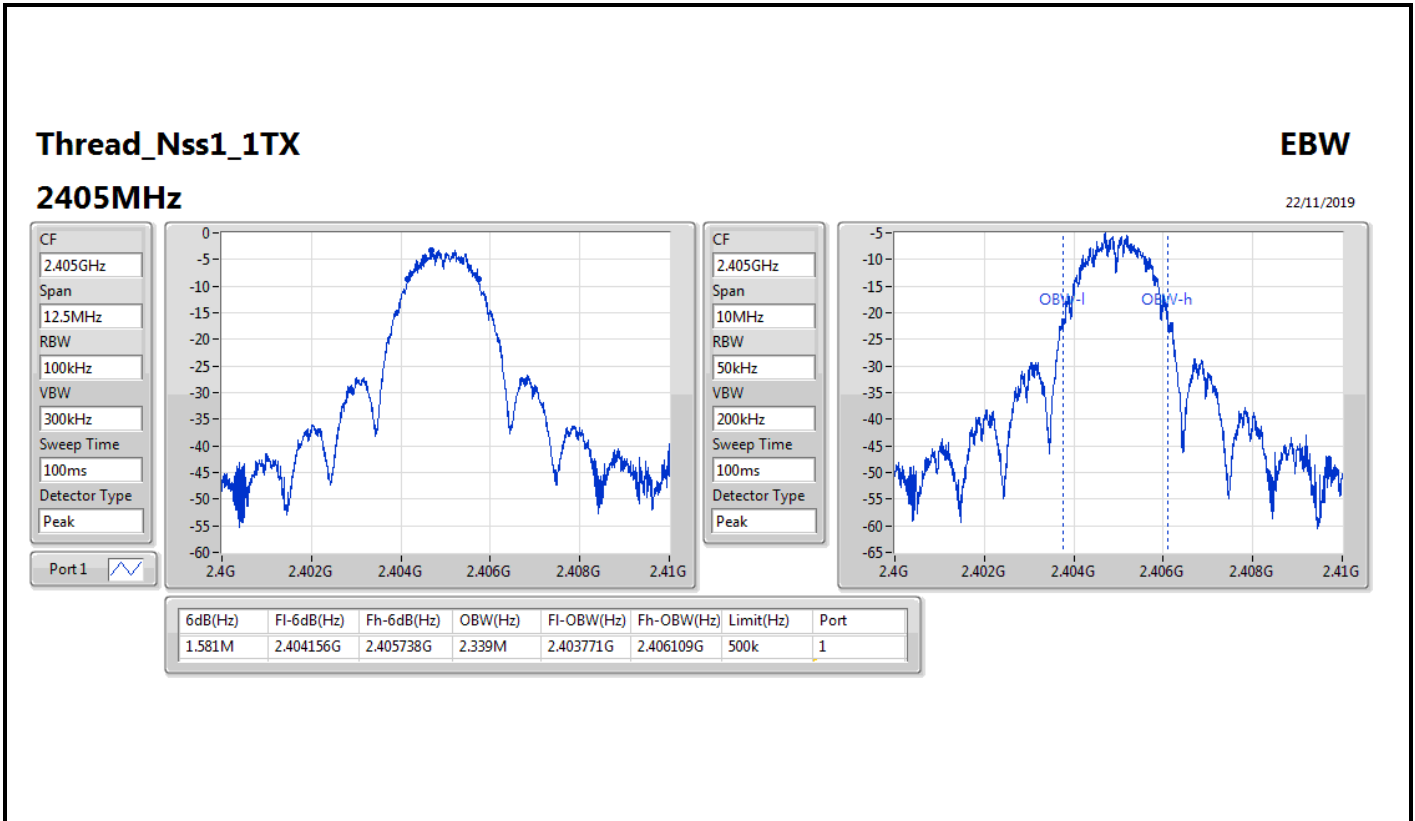 Thread_Nss1_1TX
EBW
2405MHz
22/11/2019
CF
2.405GHz
Span
12.5MHz
RBW
100kHz
VBW
300kHz
Sweep Time
100ms
Detector Type
Peak
Port 1
0
-5
-10
-15
-20
-25
-30
-35
-40
-45
-50
-55
-60
2.4G 2.402G 2.404G 2.406G 2.408G 2.41G
CF
2.405GHz
Span
10MHz
RBW
50kHz
VBW
200kHz
Sweep Time
100ms
Detector Type
Peak
-5
-10
-15
-20
-25
-30
-35
-40
-45
-50
-55
-60
-65
OBW-l OBW-h
2.4G 2.402G 2.404G 2.406G 2.408G 2.41G
6dB(Hz) Fl-6dB(Hz) Fh-6dB(Hz) OBW(Hz) Fl-OBW(Hz) Fh-OBW(Hz) Limit(Hz) Port
1.581M 2.404156G 2.405738G 2.339M 2.403771G 2.406109G 500k 1